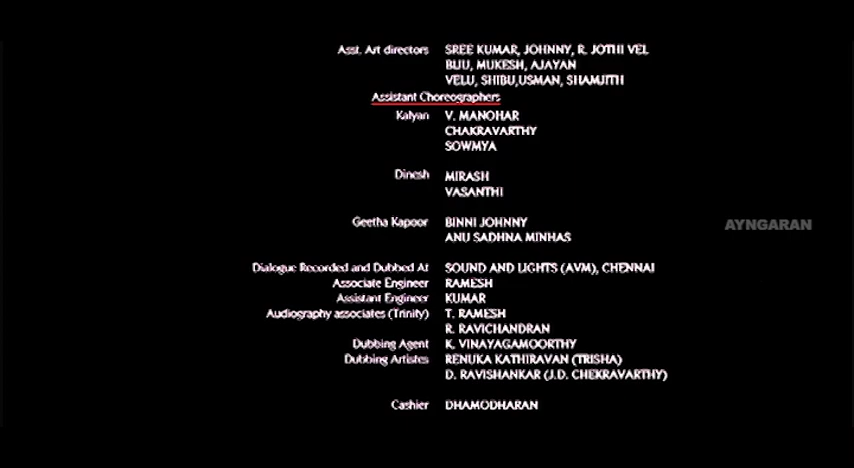 Asst. Art directors SREE KUMAR, JOHNNY, R. JOTHI VEL
BIJU, MUKESH, AJAYAN
VELU, SHIBU,USMAN, SHAMJITH
Assistant Choreographers
Kalyan V. MANOHAR
CHAKRAVARTHY
SOWMYA
Dinesh MIRASH
VASANTHI
Geetha Kapoor BINNI JOHNNY
AYNGARAN
ANU SADHNA MINHAS
Dialogue Recorded and Dubbed At SOUND AND LIGHTS (AVM), CHENNAI
Associate Engineer RAMESH
Assistant Engineer KUMAR
Audiography associates (Trinity) T. RAMESH
R. RAVICHANDRAN
Dubbing Agent K. VINAYAGAMOORTHY
Dubbing Artistes RENUKA KATHIRAVAN (TRISHA)
D. RAVISHANKAR (J.D. CHEKRAVARTHY)
Cashier DHAMODHARAN